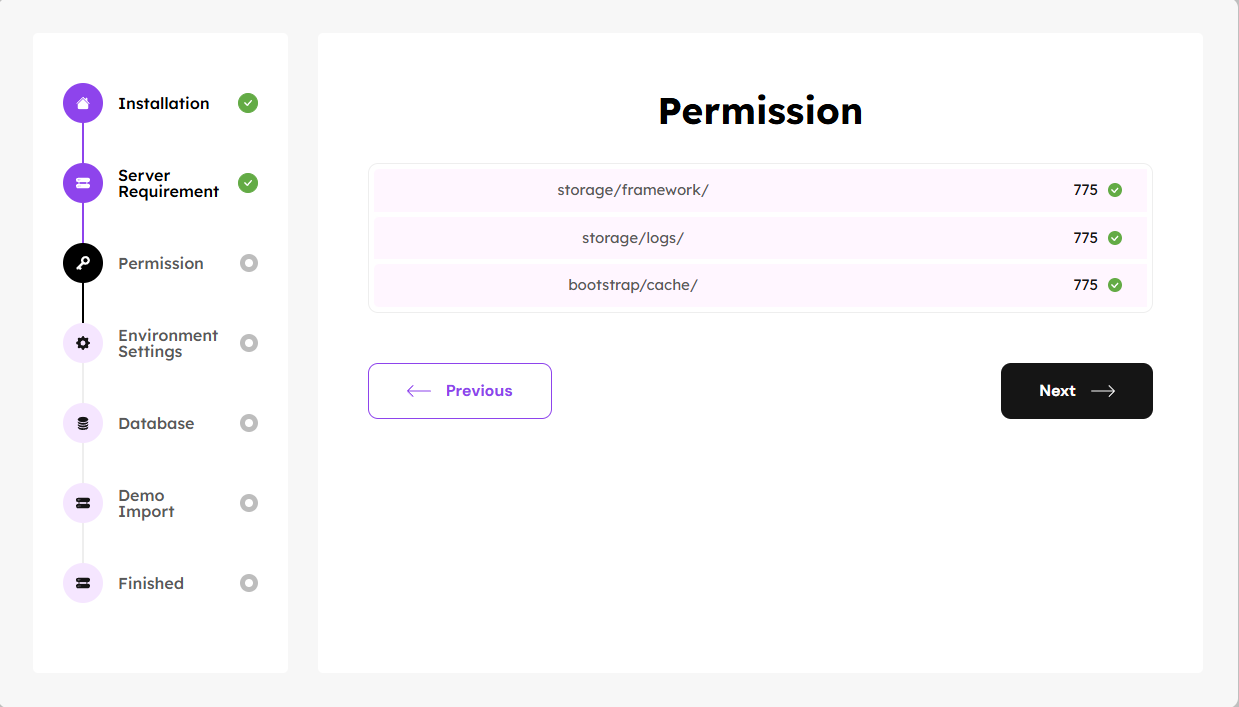 Installation
Server
Requirement
Permission
Environment
Settings
Database
Demo
Import
Finished
Permission
storage/framework/ 775
storage/logs/ 775
bootstrap/cache/ 775
Previous
Next